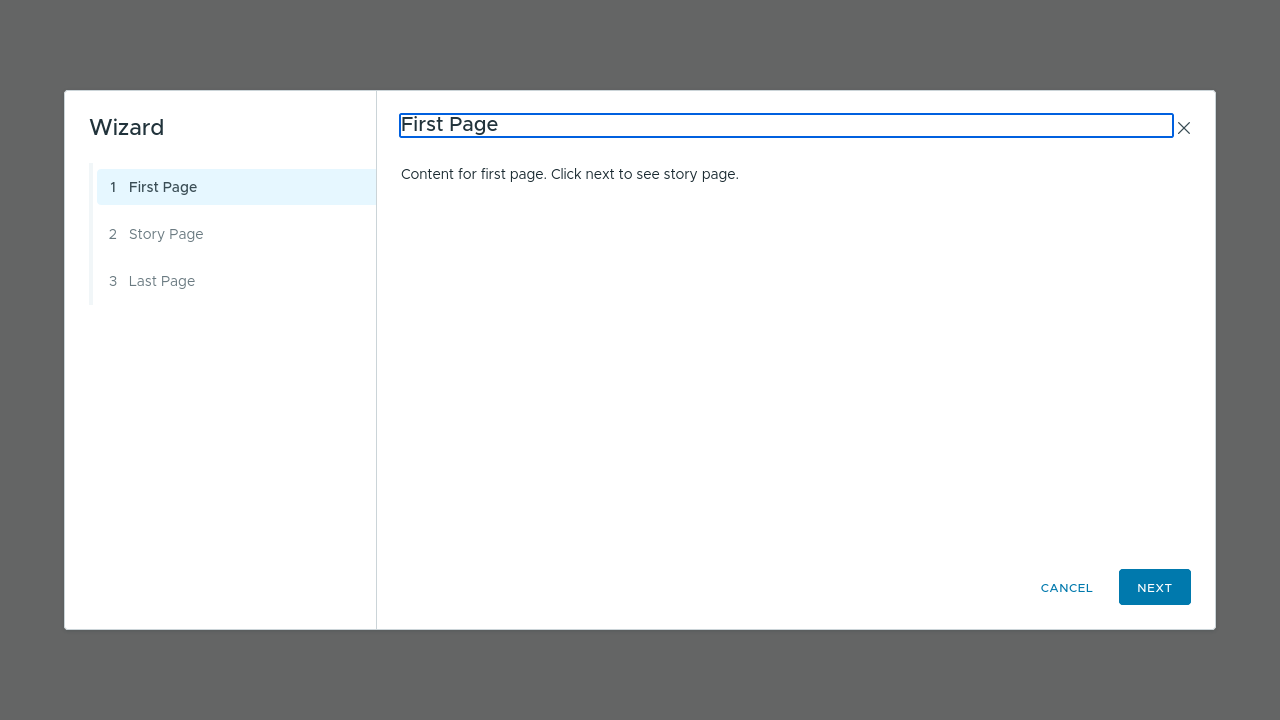 Wizard
1 First Page
2 Story Page
3 Last Page
First Page
Content for first page. Click next to see story page.
CANCEL
NEXT